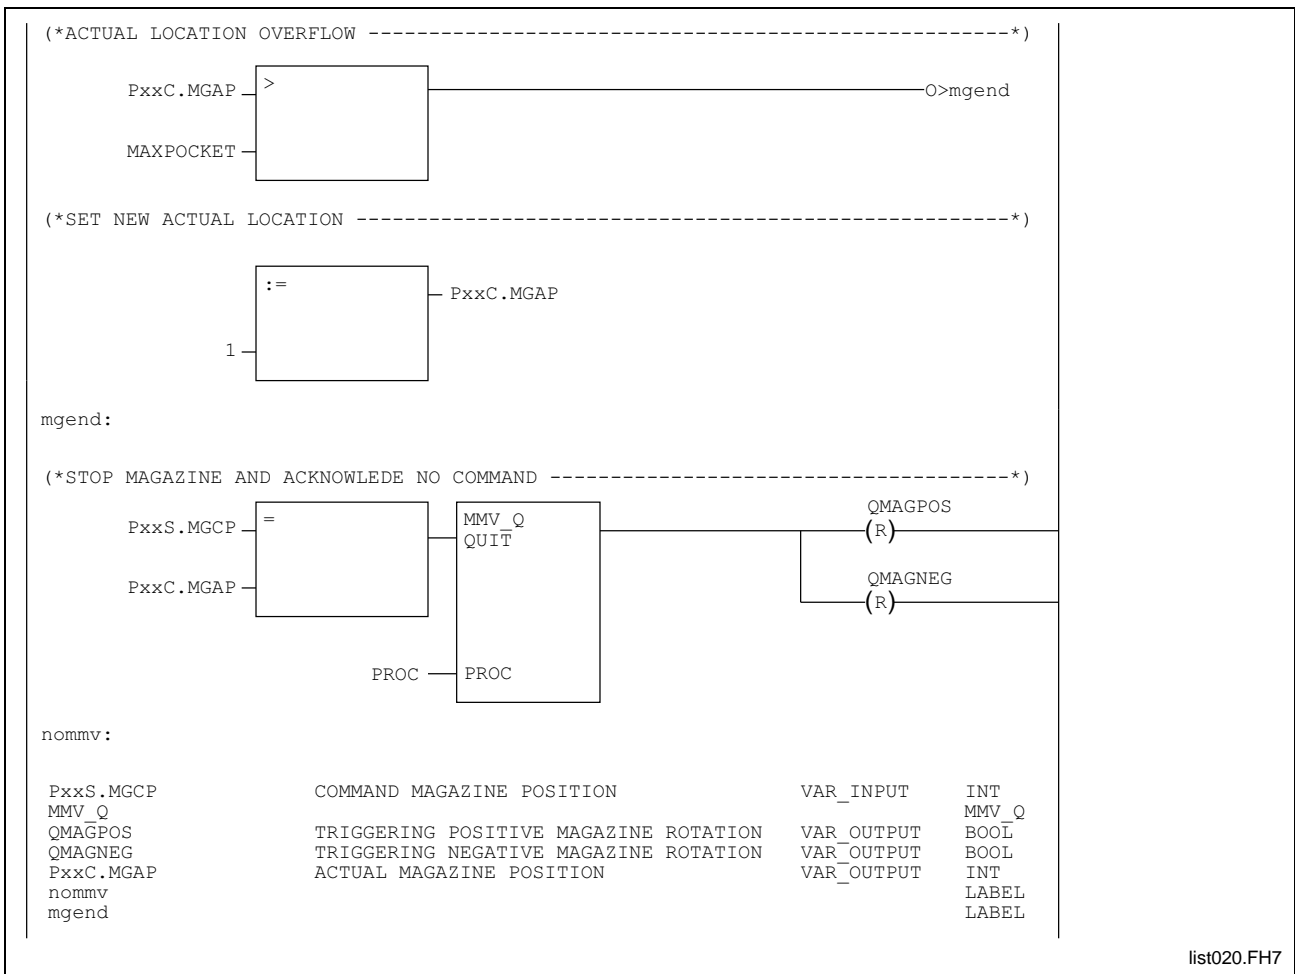 (*ACTUAL LOCATION OVERFLOW -----------------------------------------------------*)
PxxC.MGAP > O>mgend
MAXPOCKET
(*SET NEW ACTUAL LOCATION ------------------------------------------------------*)
:= PxxC.MGAP
1
mgend:
(*STOP MAGAZINE AND ACKNOWLEDE NO COMMAND --------------------------------------*)
QMAGPOS
PxxS.MGCP = MMV_Q (R)
QUIT
QMAGNEG
PxxC.MGAP (R)
PROC PROC
nommv:
PxxS.MGCP COMMAND MAGAZINE POSITION VAR_INPUT INT
MMV_Q MMV_Q
QMAGPOS TRIGGERING POSITIVE MAGAZINE ROTATION VAR_OUTPUT BOOL
QMAGNEG TRIGGERING NEGATIVE MAGAZINE ROTATION VAR_OUTPUT BOOL
PxxC.MGAP ACTUAL MAGAZINE POSITION VAR_OUTPUT INT
nommv LABEL
mgend LABEL
list020.FH7